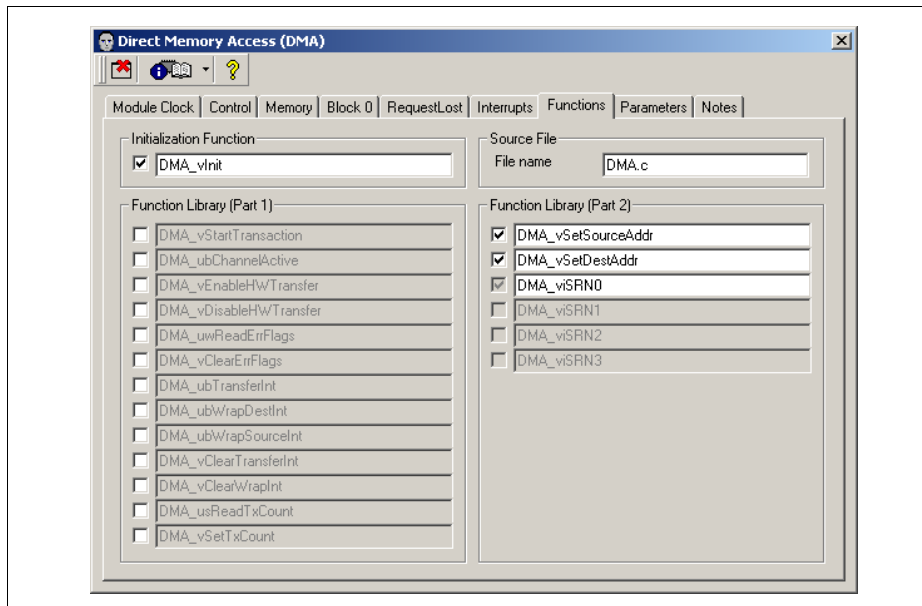 Direct Memory Access (DMA)
Module Clock Control Memory Block 0 RequestLost Interrupts Functions Parameters Notes
Initialization Function
DMA_vInit
Source File
File name DMA.c
Function Library (Part 1)
DMA_vStartTransaction
DMA_ubChannelActive
DMA_vEnableHWTransfer
DMA_vDisableHWTransfer
DMA_uwReadErrFlags
DMA_vClearErrFlags
DMA_ubTransferInt
DMA_ubWrapDestInt
DMA_ubWrapSourceInt
DMA_vClearTransferInt
DMA_vClearWrapInt
DMA_usReadTxCount
DMA_vSetTxCount
Function Library (Part 2)
DMA_vSetSourceAddr
DMA_vSetDestAddr
DMA_viSRN0
DMA_viSRN1
DMA_viSRN2
DMA_viSRN3